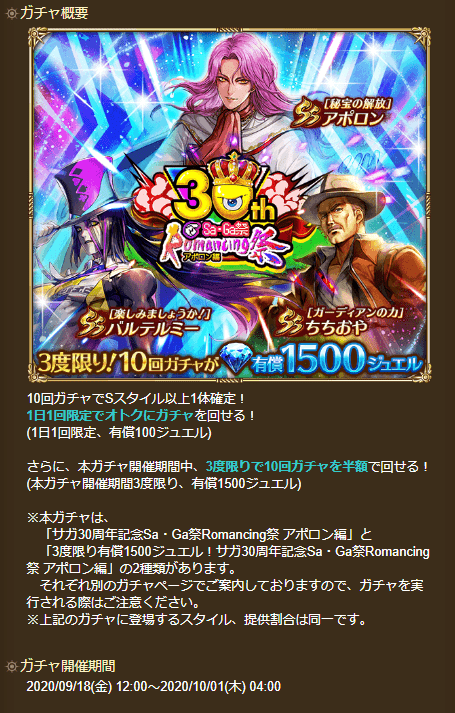 ガチャ概要
SS [秘宝の解放]
アポロン
30th
Sa・Ga祭
Romancing祭
アポロン編
SS [楽しみましょうか!]
バルテルミー
SS [ガーディアンの力]
ちちおや
3度限り!10回ガチャが有償1500ジュエル
10回ガチャでSスタイル以上1体確定！
1日1回限定でオトクにガチャを回せる！
(1日1回限定、有償100ジュエル)
さらに、本ガチャ開催期間中、3度限りで10回ガチャを半額で回せる！
(本ガチャ開催期間3度限り、有償1500ジュエル)
※本ガチャは、
「サガ30周年記念Sa・Ga祭Romancing祭 アポロン編」と
「3度限り有償1500ジュエル！サガ30周年記念Sa・Ga祭Romancing
祭 アポロン編」の2種類があります。
それぞれ別のガチャページでご案内しておりますので、ガチャを実
行される際はご注意ください。
※上記のガチャに登場するスタイル、提供割合は同一です。
ガチャ開催期間
2020/09/18(金) 12:00～2020/10/01(木) 04:00